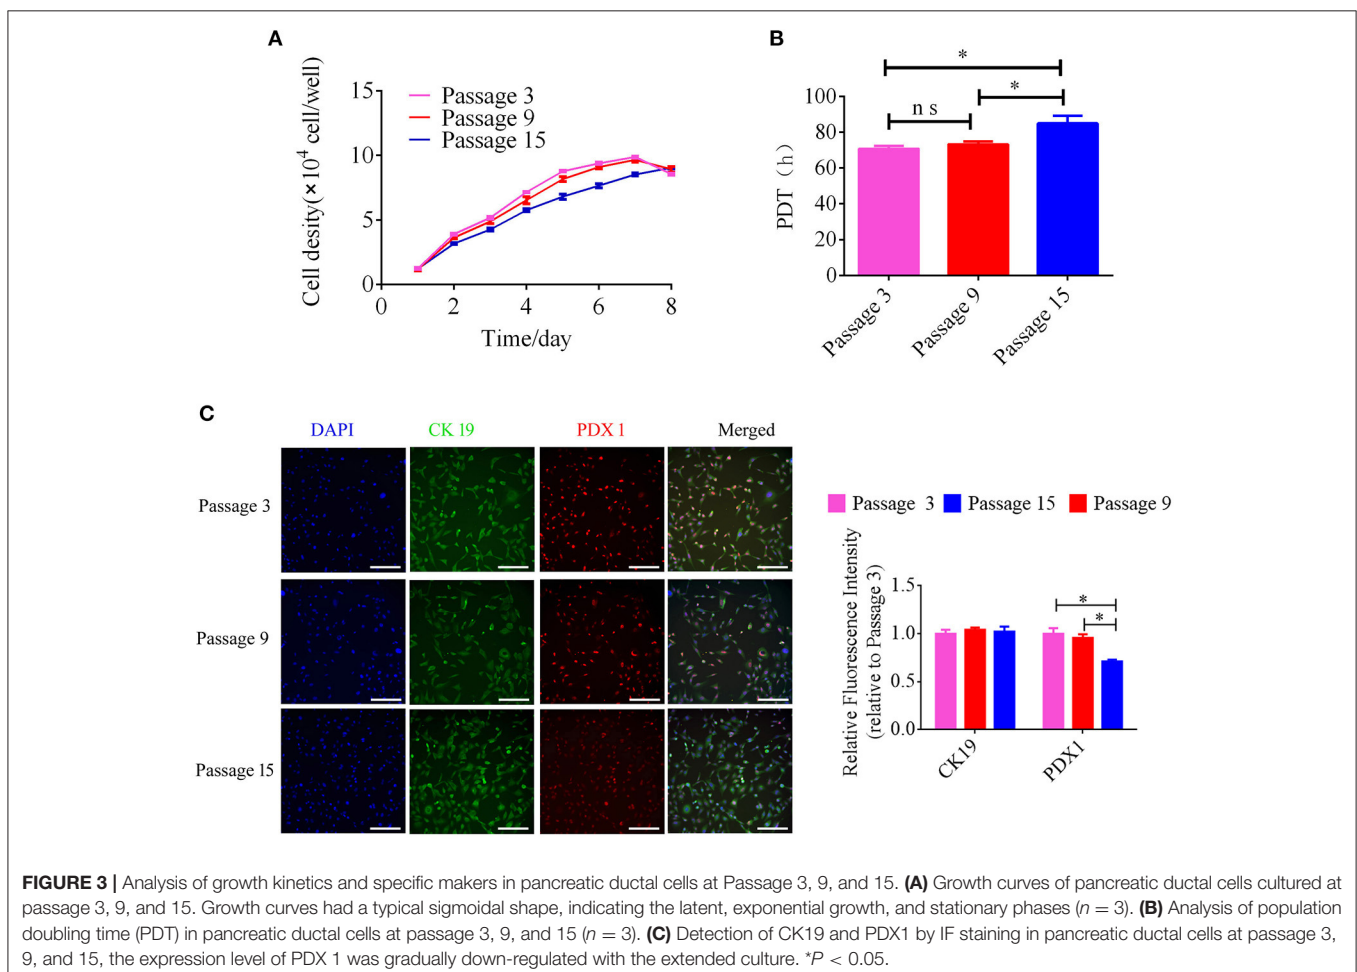 A
Cell desity(×10⁴ cell/well)
15
10
5
0
Passage 3
Passage 9
Passage 15
0 2 4 6 8
Time/day
B
*
*
n s
PDT (h)
100
80
60
40
20
0
Passage 3
Passage 9
Passage 15
C
DAPI CK 19 PDX 1 Merged
Passage 3
Passage 9
Passage 15
Passage 3 Passage 15 Passage 9
Relative Fluorescence Intensity
(relative to Passage 3)
1.5
1.0
0.5
0.0
*
*
CK19
PDX1
FIGURE 3 | Analysis of growth kinetics and specific makers in pancreatic ductal cells at Passage 3, 9, and 15. (A) Growth curves of pancreatic ductal cells cultured at
passage 3, 9, and 15. Growth curves had a typical sigmoidal shape, indicating the latent, exponential growth, and stationary phases (n = 3). (B) Analysis of population
doubling time (PDT) in pancreatic ductal cells at passage 3, 9, and 15 (n = 3). (C) Detection of CK19 and PDX1 by IF staining in pancreatic ductal cells at passage 3,
9, and 15, the expression level of PDX 1 was gradually down-regulated with the extended culture. *P < 0.05.